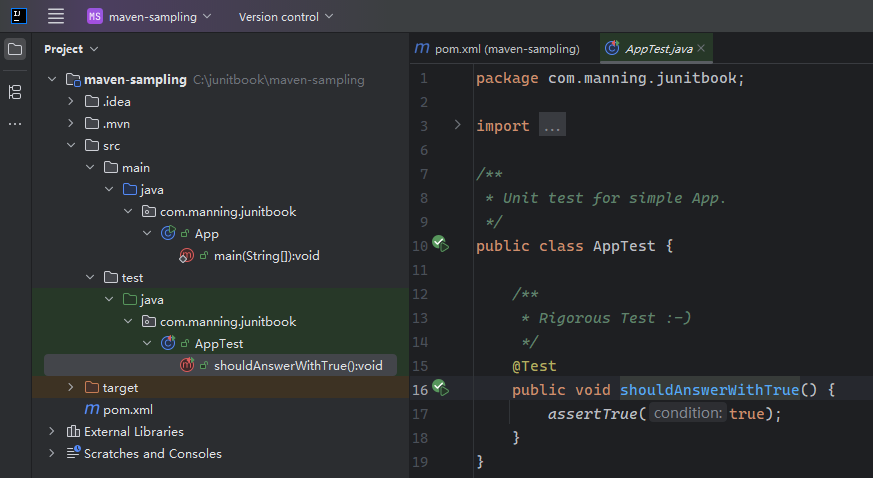 IJ
MS maven-sampling
Version control
Project
maven-sampling C:\junitbook\maven-sampling
.idea
.mvn
src
main
java
com.manning.junitbook
App
main(String[]):void
test
java
com.manning.junitbook
AppTest
shouldAnswerWithTrue():void
target
m pom.xml
External Libraries
Scratches and Consoles
m pom.xml (maven-sampling)
AppTest.java
1 package com.manning.junitbook;
2
3 import ...
6
7 /**
8 * Unit test for simple App.
9 */
10 public class AppTest {
11
12 /**
13 * Rigorous Test :-)
14 */
15 @Test
16 public void shouldAnswerWithTrue() {
17 assertTrue( condition: true);
18 }
19 }